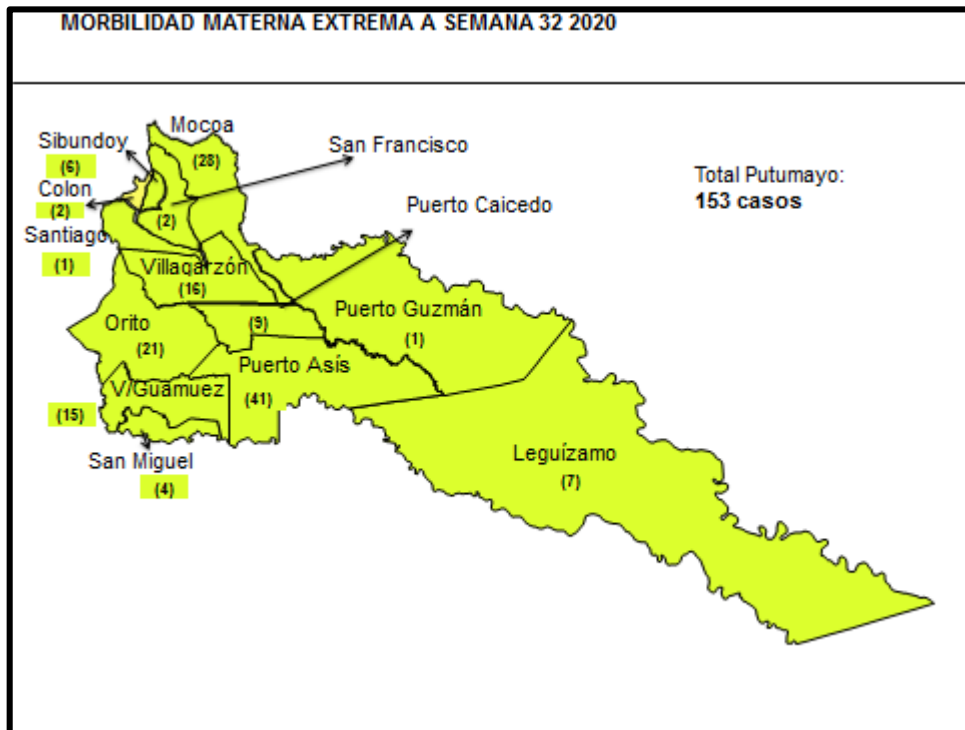 MORBILIDAD MATERNA EXTREMA A SEMANA 32 2020
Mocoa
(28)
Sibundoy
(6)
San Francisco
(2)
Total Putumayo:
153 casos
Colon
(2)
Puerto Caicedo
(9)
Santiago
(1)
Villagarzón
(16)
Puerto Guzmán
(1)
Orito
(21)
Puerto Asís
(41)
V/Guamuez
(15)
San Miguel
(4)
Leguízamo
(7)